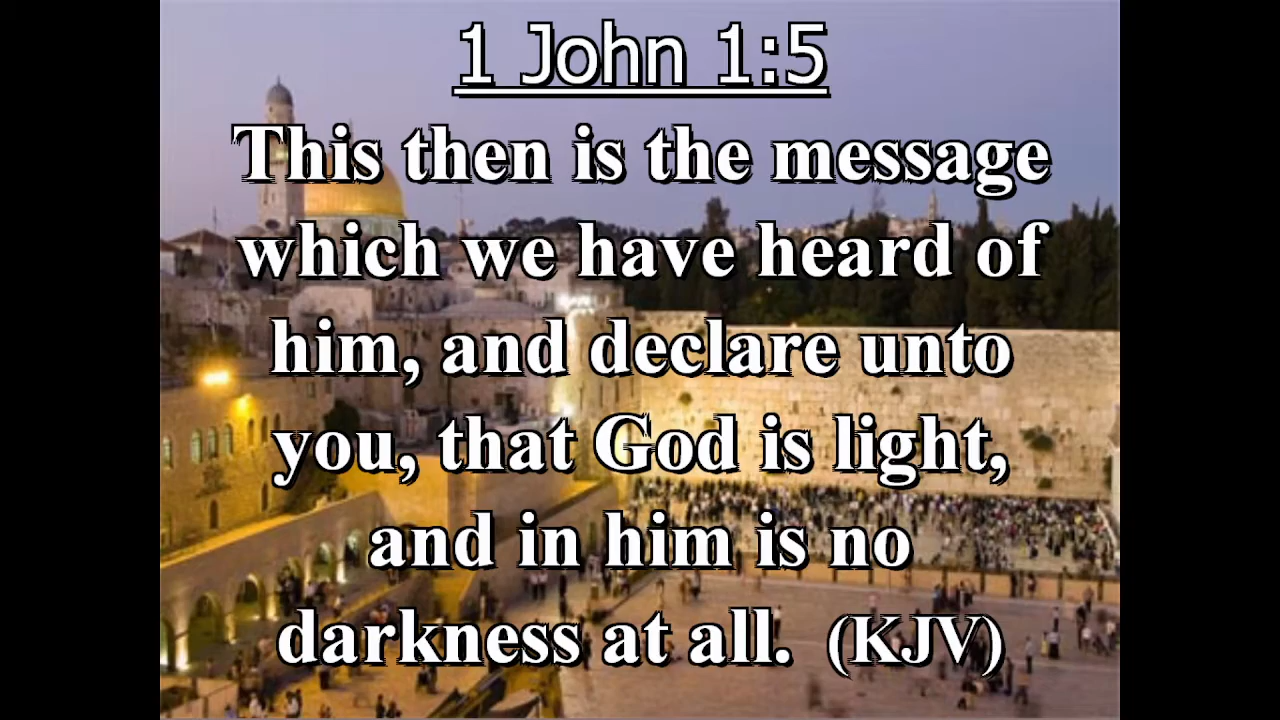 1 John 1:5
This then is the message
which we have heard of
him, and declare unto
you, that God is light,
and in him is no
darkness at all. (KJV)